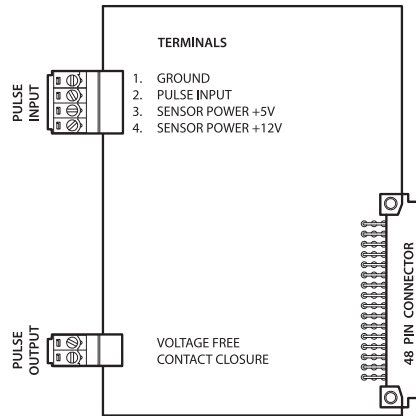 TERMINALS
PULSE
INPUT
1. GROUND
2. PULSE INPUT
3. SENSOR POWER +5V
4. SENSOR POWER +12V
48 PIN CONNECTOR
PULSE
OUTPUT
VOLTAGE FREE
CONTACT CLOSURE